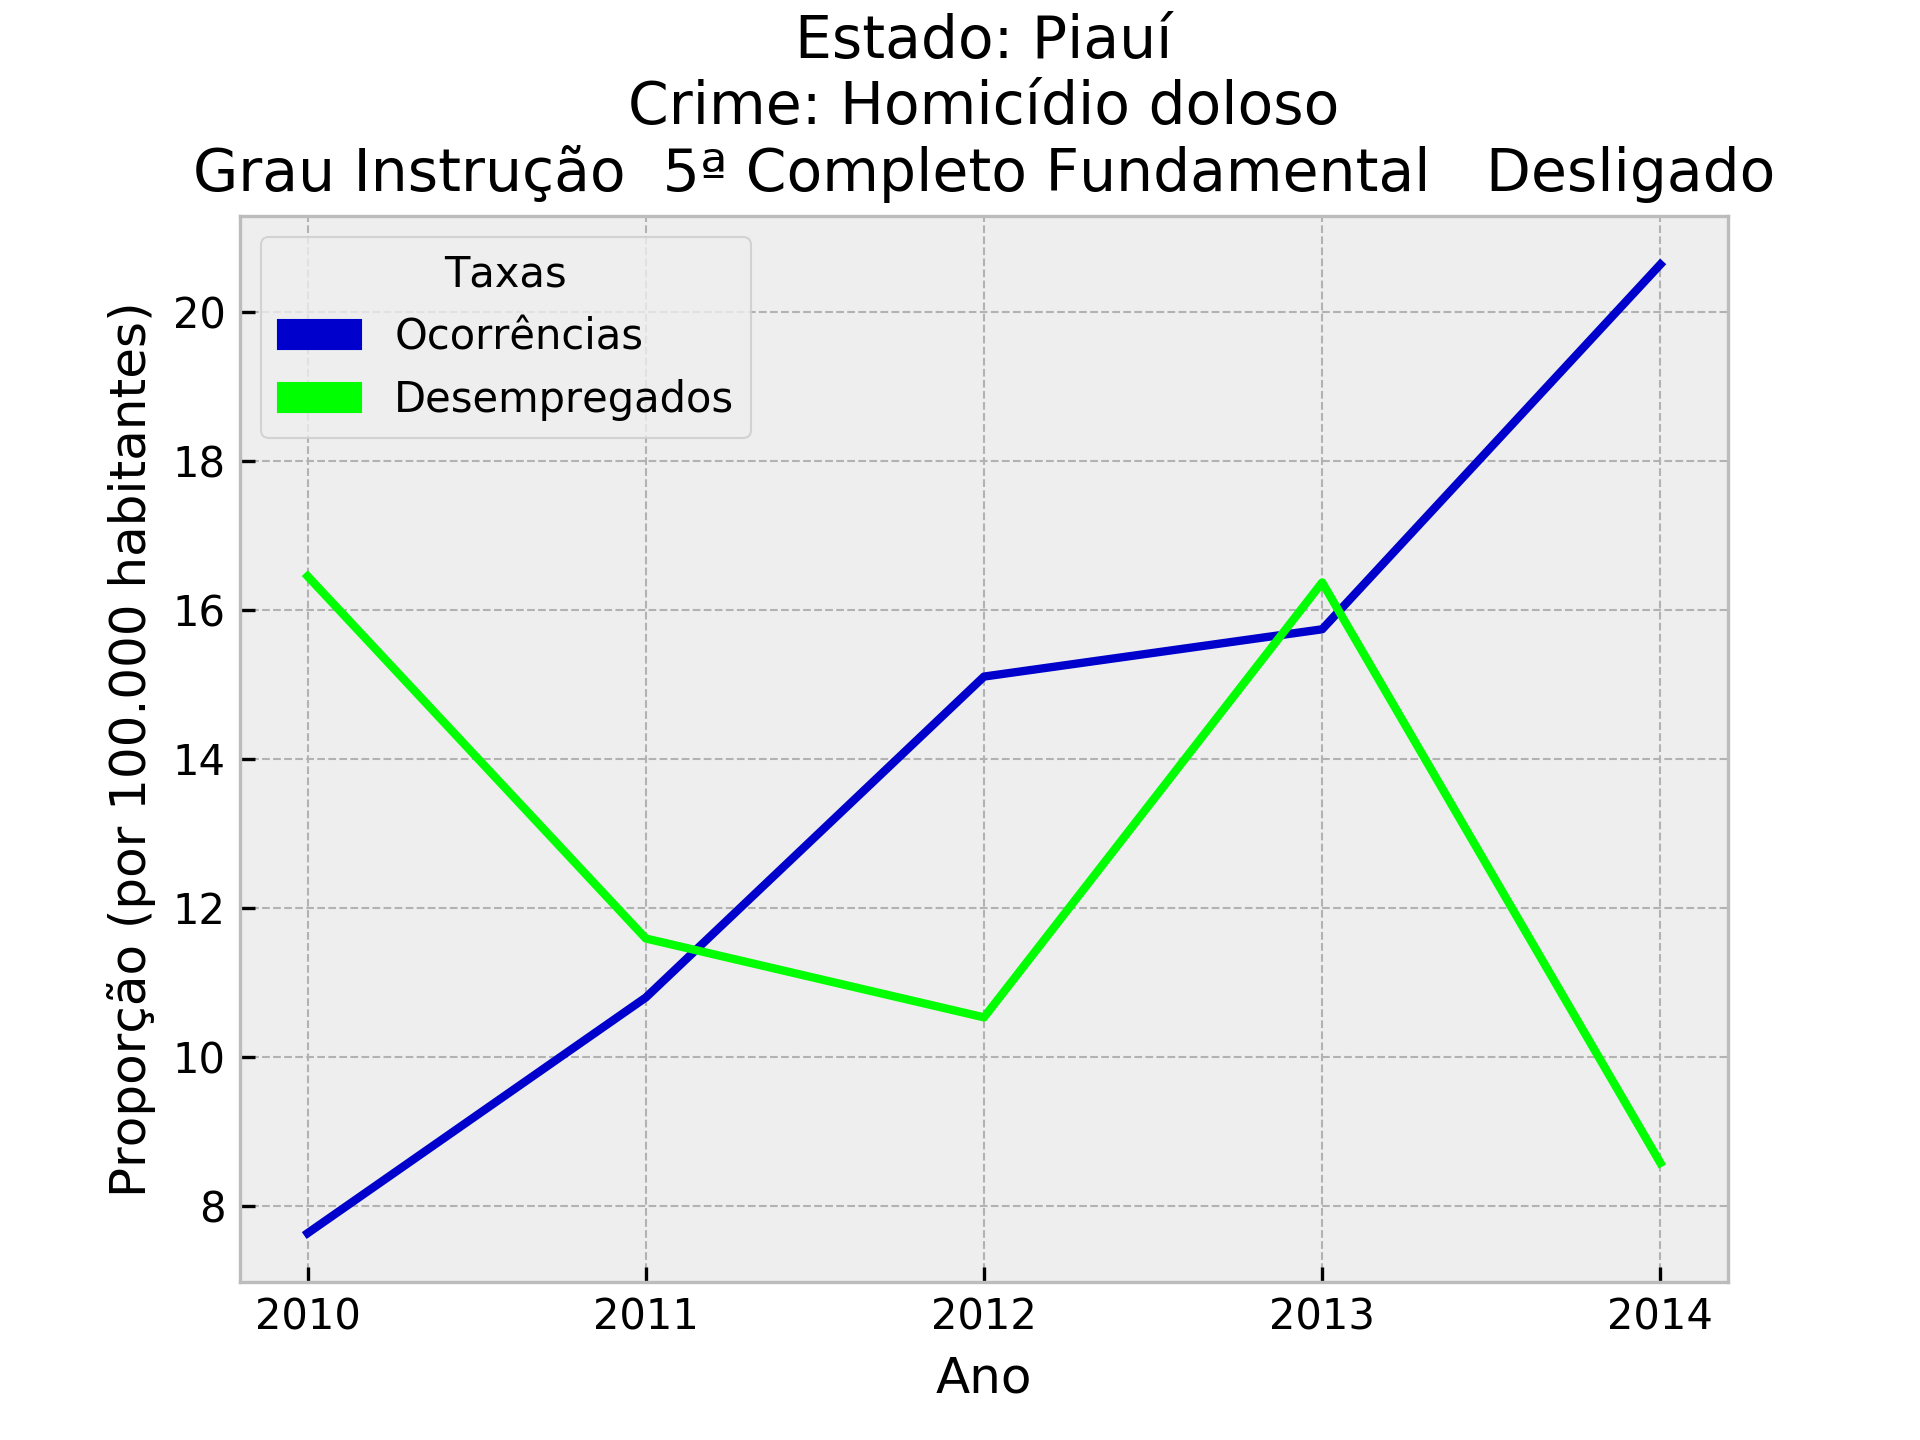 Estado: Piauí
Crime: Homicídio doloso
Grau Instrução  5ª Completo Fundamental   Desligado
Taxas
Ocorrências
Desempregados
Proporção (por 100.000 habitantes)
20
18
16
14
12
10
8
2010 2011 2012 2013 2014
Ano